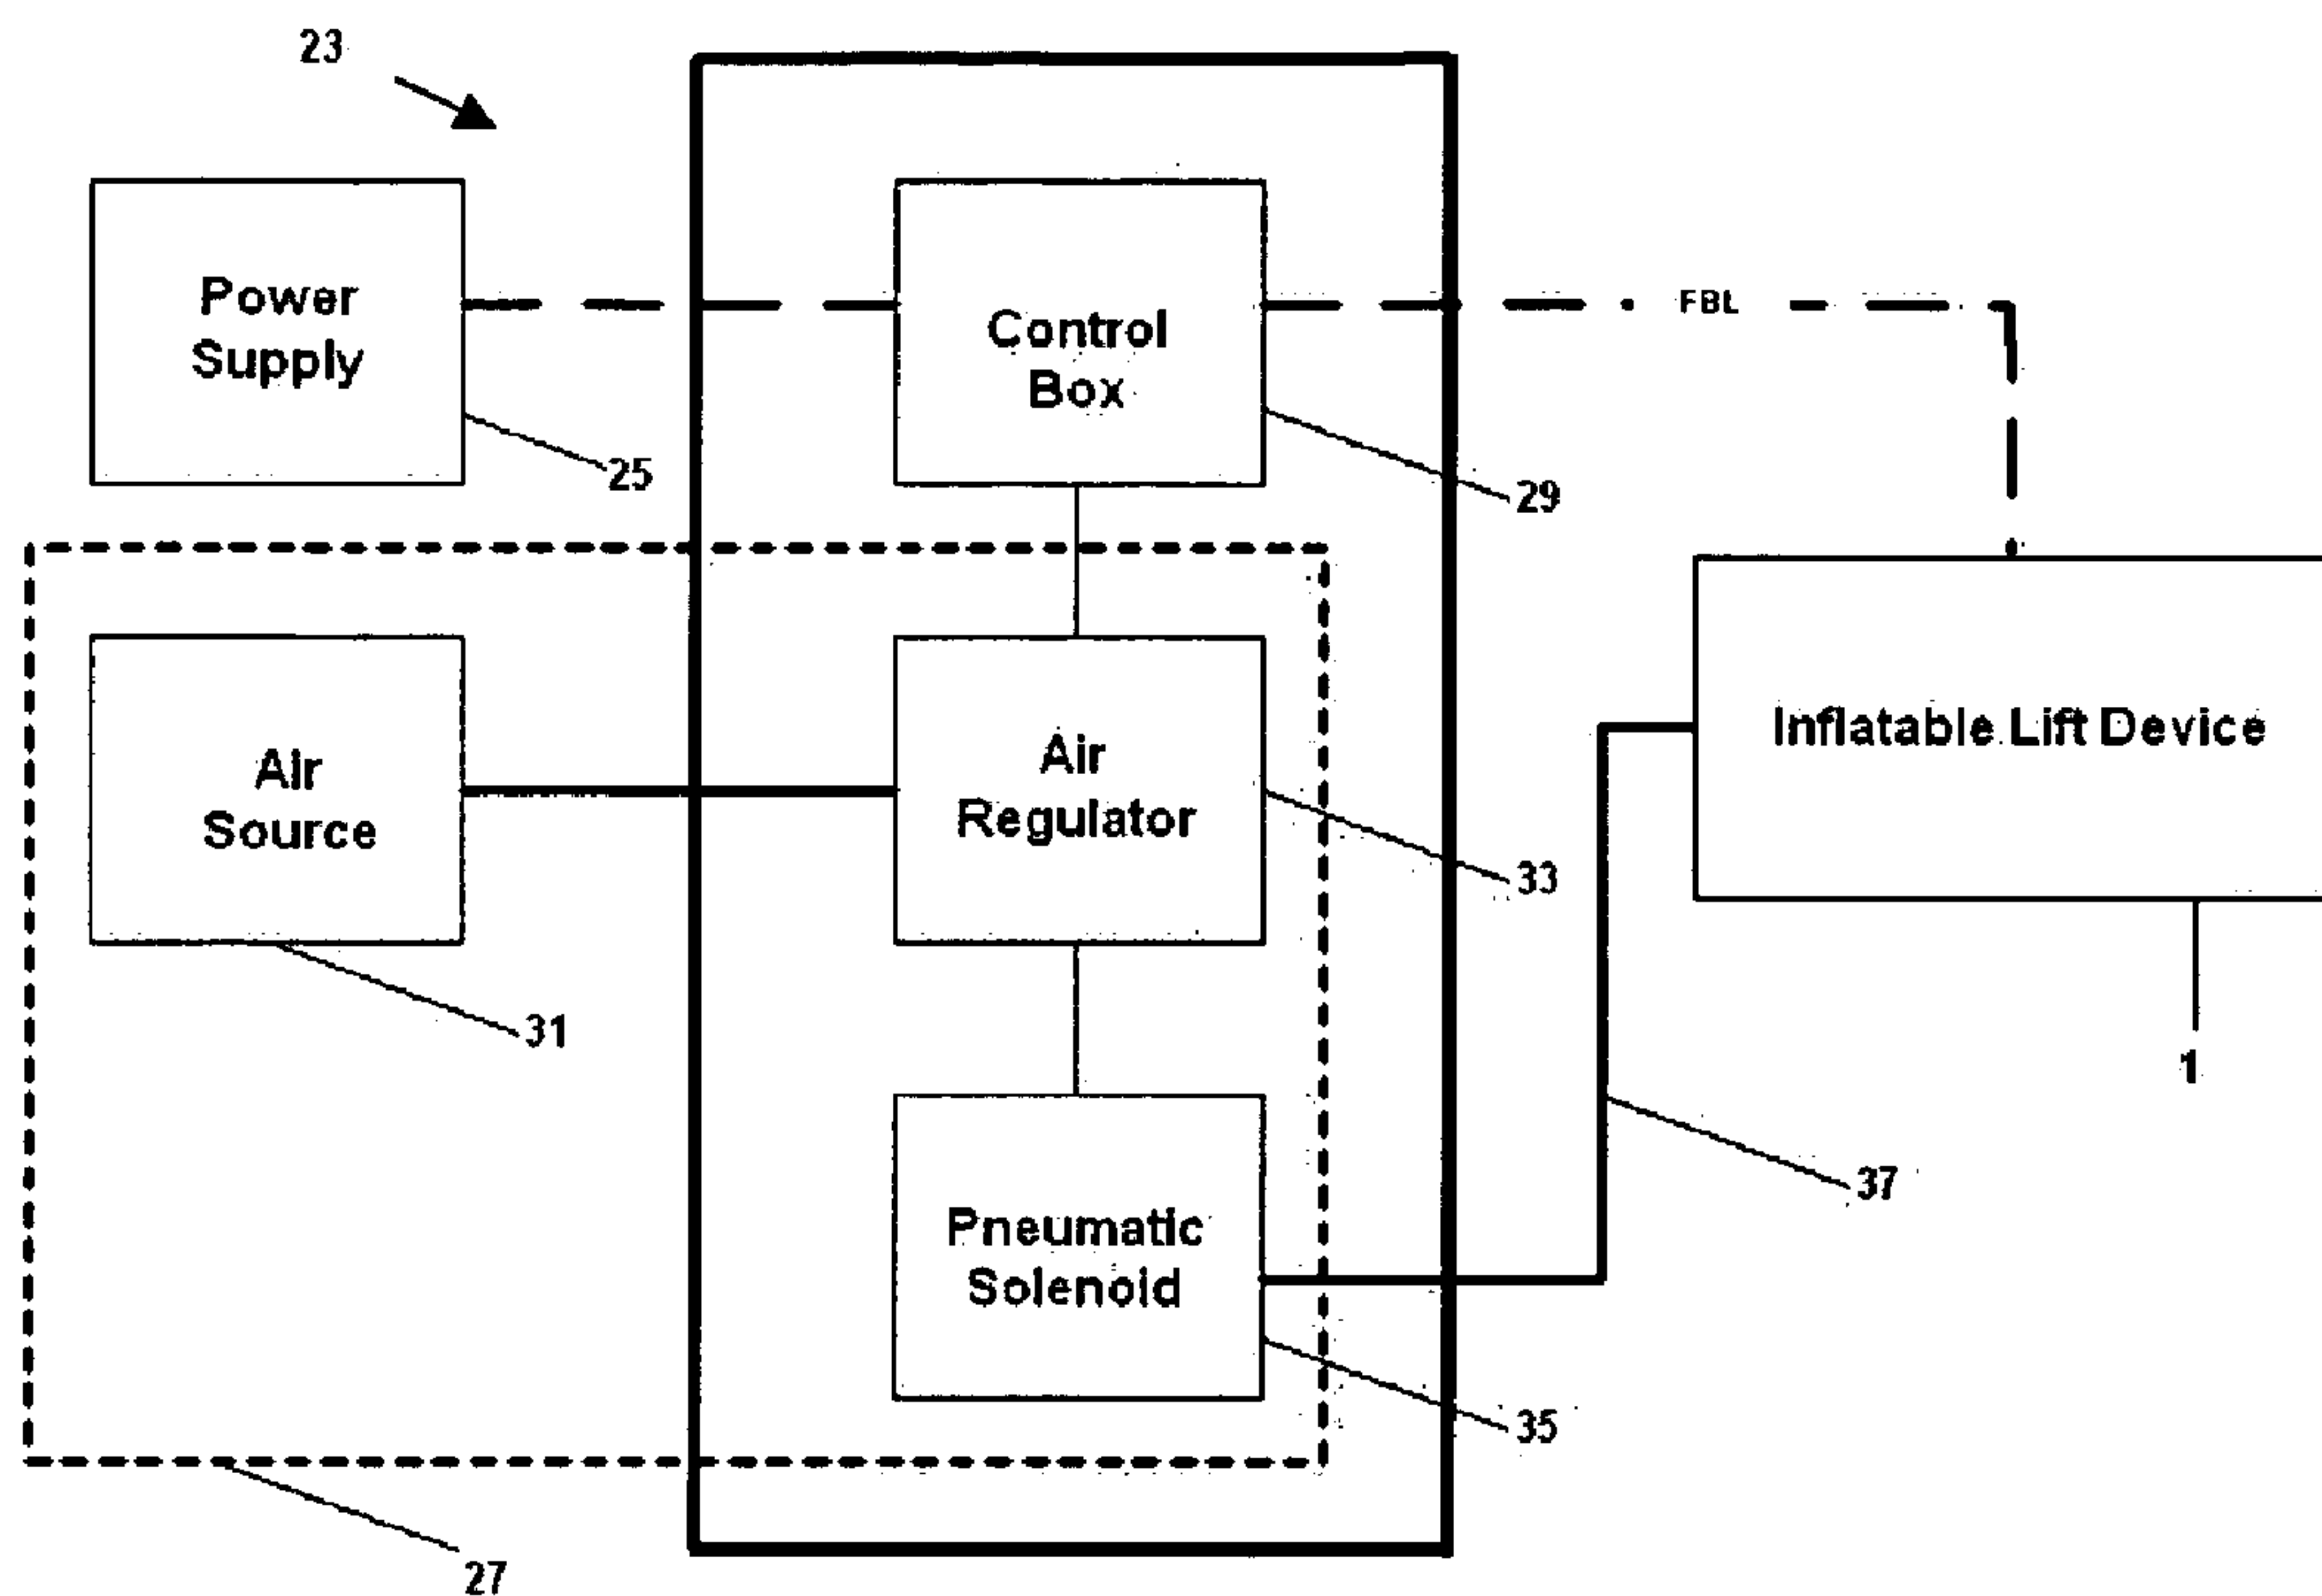 23
Power
Supply
25
Control
Box
29
FBL
Air
Source
31
Air
Regulator
33
Inflatable Lift Device
1
Pneumatic
Solenoid
35
37
27